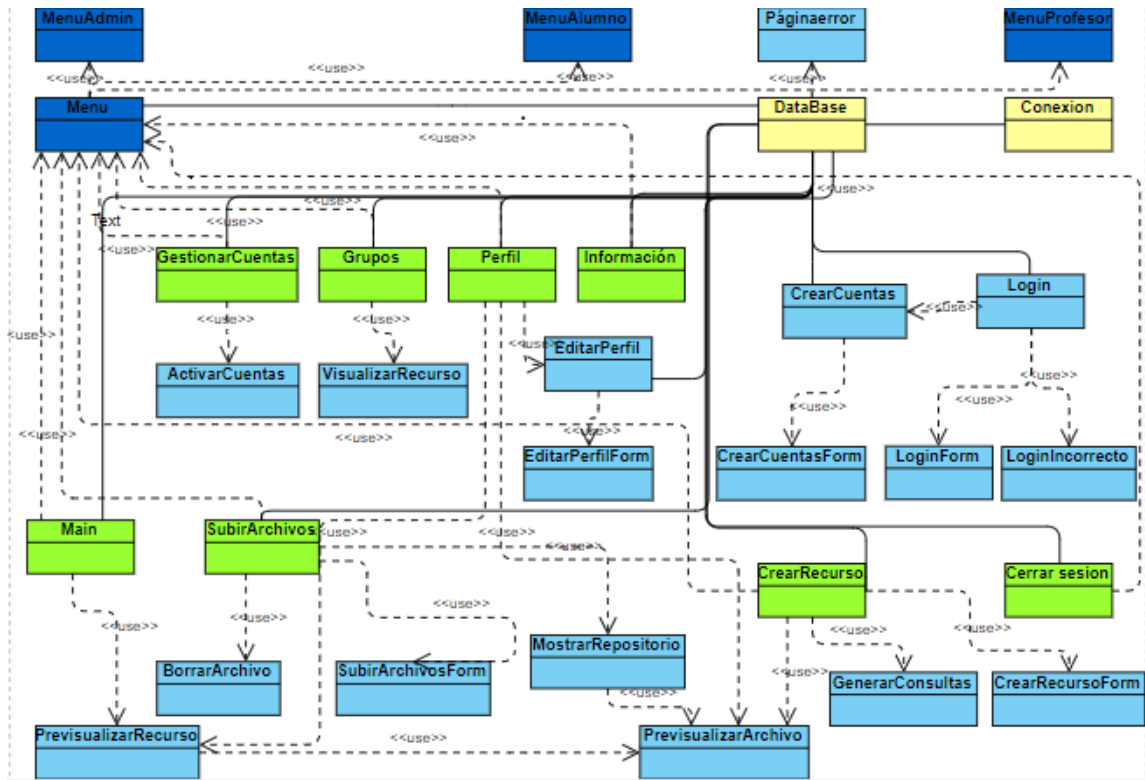 MenuAdmin
MenuAlumno
Páginaerror
MenuProfesor
<<use>>
<<use>>
<<use>>
<<use>>
Menu
DataBase
Conexion
<<use>>
<<use>>
Text
<<use>>
<<use>>
<<use>>
GestionarCuentas
Grupos
Perfil
Información
CrearCuentas
Login
<<use>>
<<use>>
<<use>>
<<use>>
<<use>>
EditarPerfil
ActivarCuentas
VisualizarRecurso
<<use>>
<<use>>
<<use>>
<<use>>
<<use>>
<<use>>
EditarPerfilForm
CrearCuentasForm
LoginForm
LoginIncorrecto
Main
SubirArchivos
<<use>>
<<use>>
CrearRecurso
Cerrar sesion
<<use>>
<<use>>
<<use>>
<<use>>
<<use>>
MostrarRepositorio
BorrarArchivo
SubirArchivosForm
<<use>>
GenerarConsultas
CrearRecursoForm
<<use>>
PrevisualizarRecurso
<<use>>
PrevisualizarArchivo